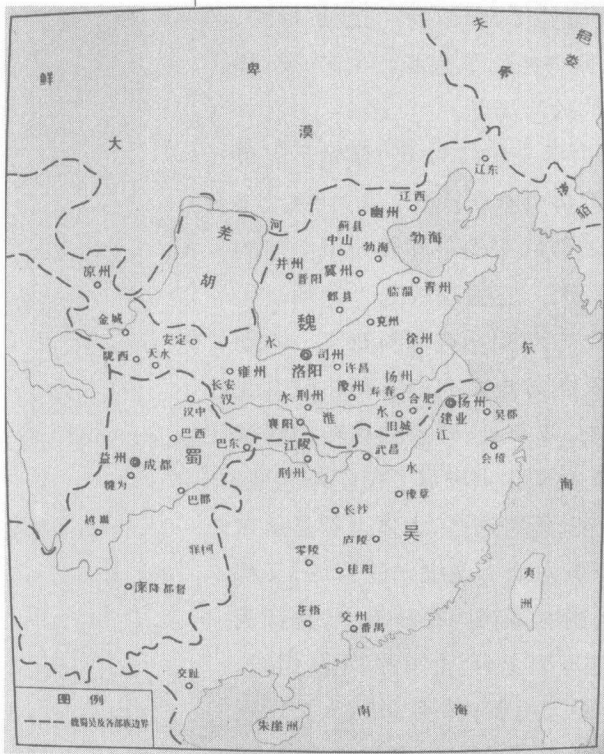 鲜
卑
夫
余
挹
娄
大
漠
辽东
濊
貊
羌
胡
河
辽西
幽州
蓟县
中山
渤海
渤海
并州
晋阳
冀州
凉州
邺县
临淄
青州
金城
魏
兖州
安定
水
司州
徐州
东
陇西
天水
洛阳
许昌
雍州
长安
豫州
扬州
寿春
汉
水
荆州
合肥
扬州
汉中
淮
水
旧城
建业
吴郡
襄阳
江
巴西
巴东
江陵
武昌
会稽
益州
成都
蜀
荆州
水
海
犍为
巴郡
豫章
越巂
长沙
吴
牂柯
庐陵
零陵
桂阳
夷
洲
庲降都督
苍梧
交州
番禺
交趾
图 例
魏蜀吴及各部族边界
朱崖洲
南
海